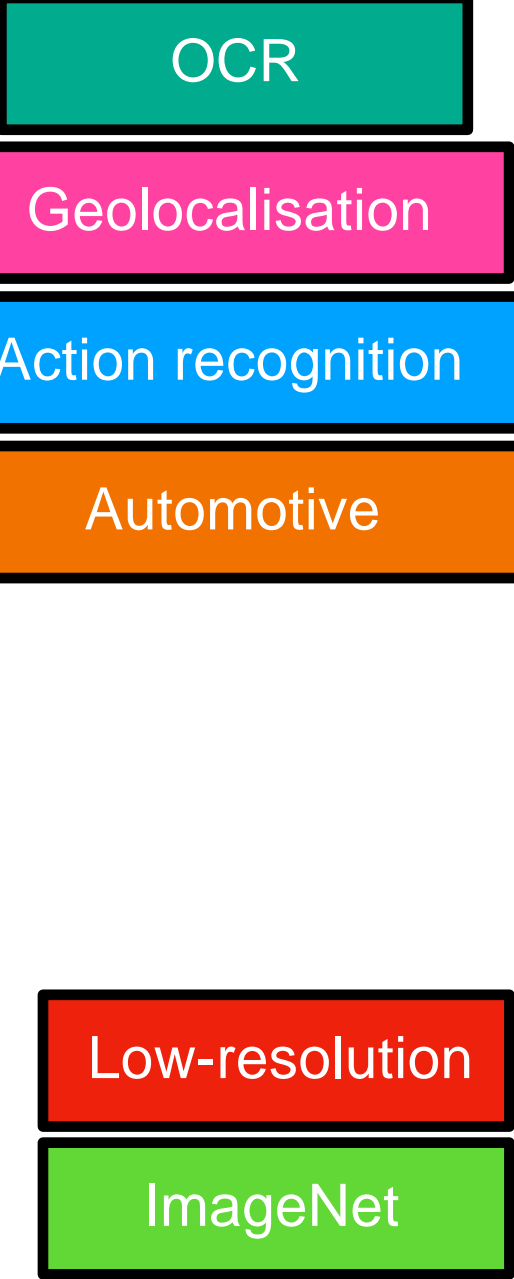 OCR
Geolocalisation
Action recognition
Automotive
Low-resolution
ImageNet